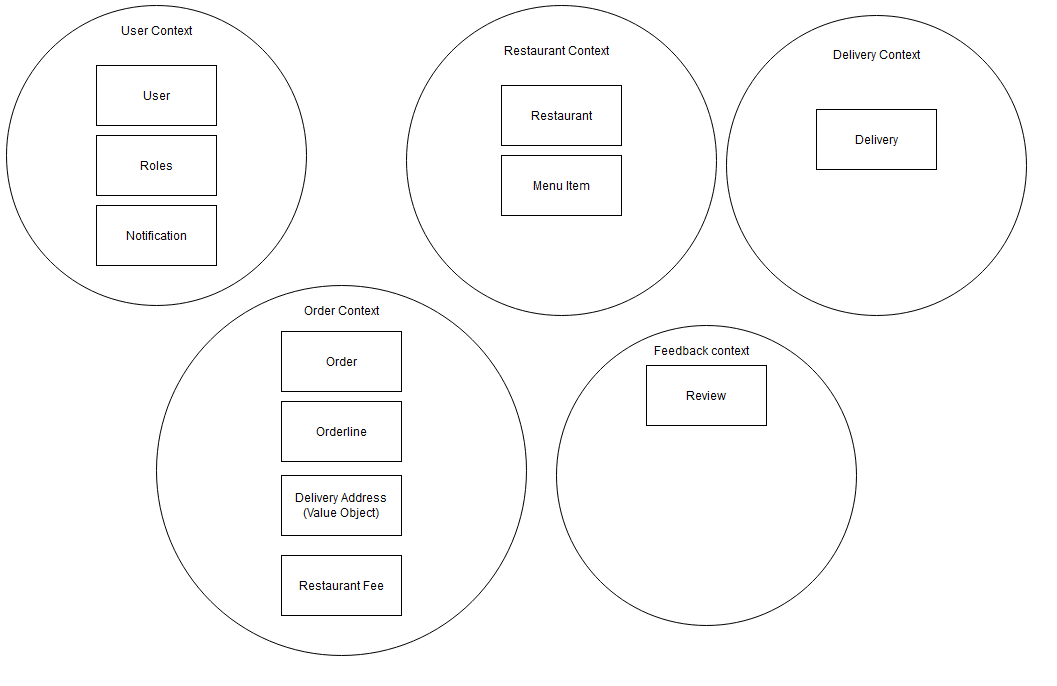 User Context
User
Roles
Notification
Restaurant Context
Restaurant
Menu Item
Delivery Context
Delivery
Order Context
Order
Orderline
Delivery Address
(Value Object)
Restaurant Fee
Feedback context
Review